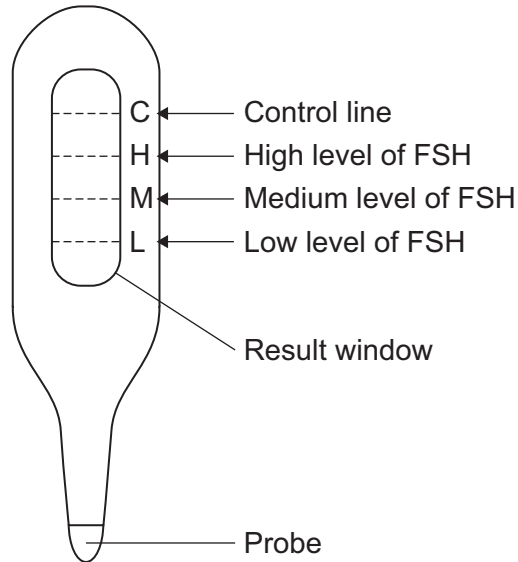 C Control line
H High level of FSH
M Medium level of FSH
L Low level of FSH
Result window
Probe